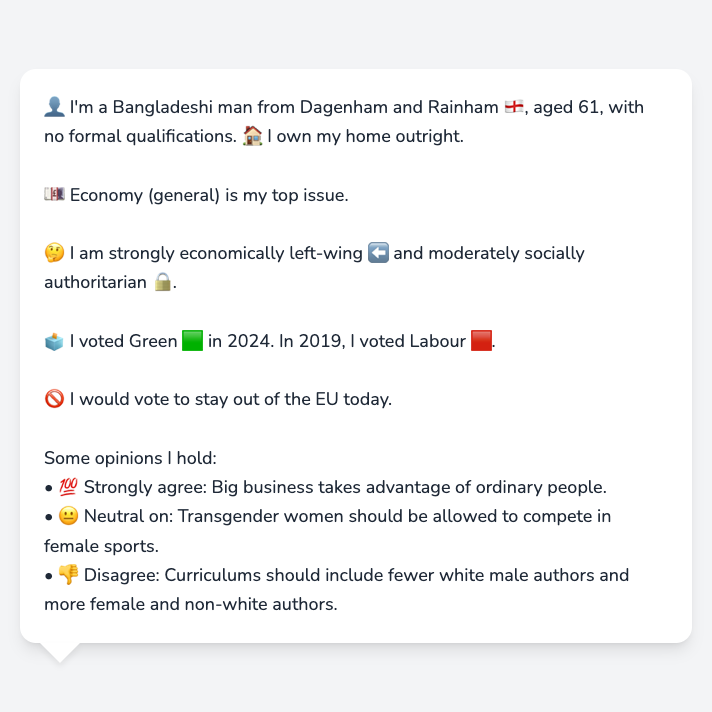 👤 I'm a Bangladeshi man from Dagenham and Rainham 🏴󠁧󠁢󠁥󠁮󠁧󠁿, aged 61, with
no formal qualifications. 🏠 I own my home outright.
💷 Economy (general) is my top issue.
🤔 I am strongly economically left-wing ⬅️ and moderately socially
authoritarian 🔒.
🗳️ I voted Green 🟩 in 2024. In 2019, I voted Labour 🟥.
🚫 I would vote to stay out of the EU today.
Some opinions I hold:
• 💯 Strongly agree: Big business takes advantage of ordinary people.
• 😐 Neutral on: Transgender women should be allowed to compete in
female sports.
• 👎 Disagree: Curriculums should include fewer white male authors and
more female and non-white authors.